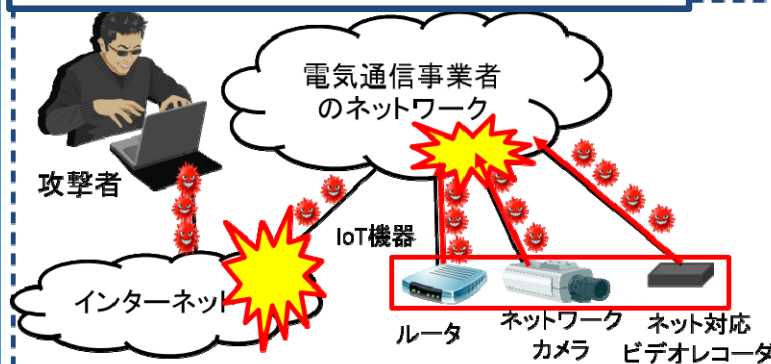 電気通信事業者
のネットワーク
攻撃者
IoT機器
インターネット
ルータ
ネットワーク
カメラ
ネット対応
ビデオレコーダ